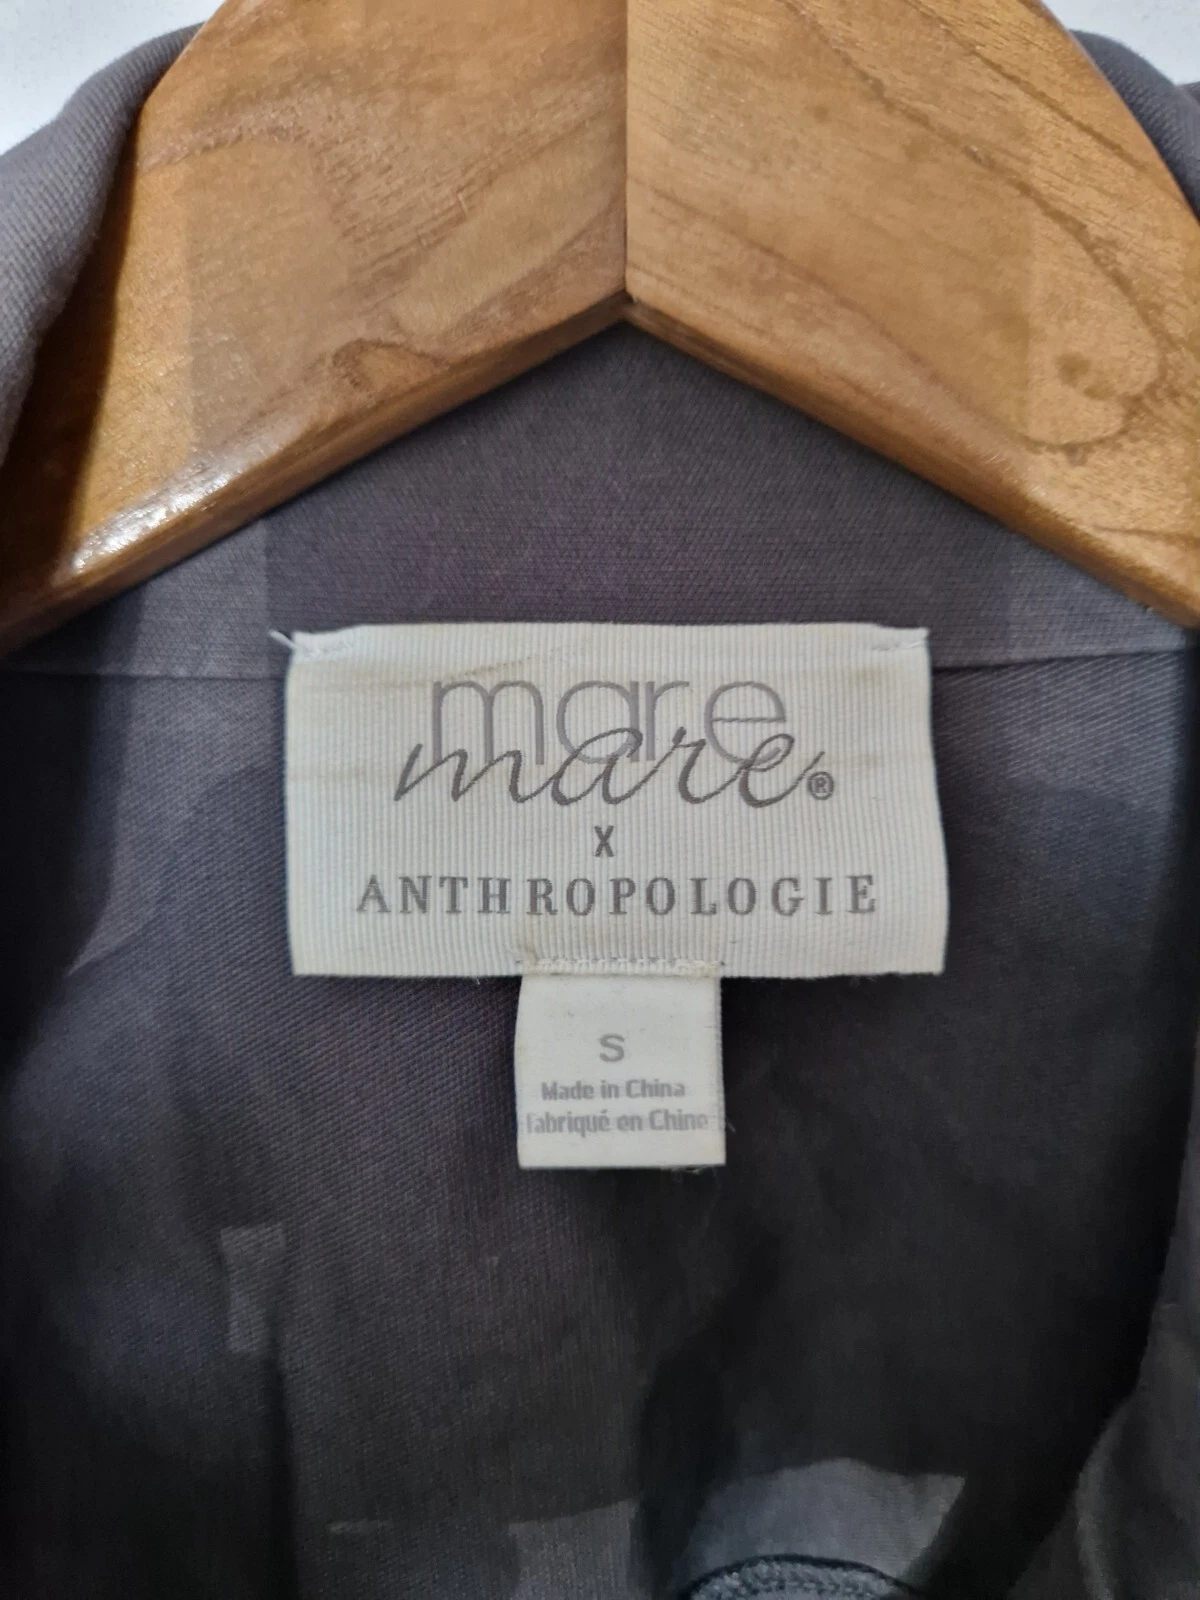 mare
mare®
X
ANTHROPOLOGIE
S
Made in China
fabriqué en Chine